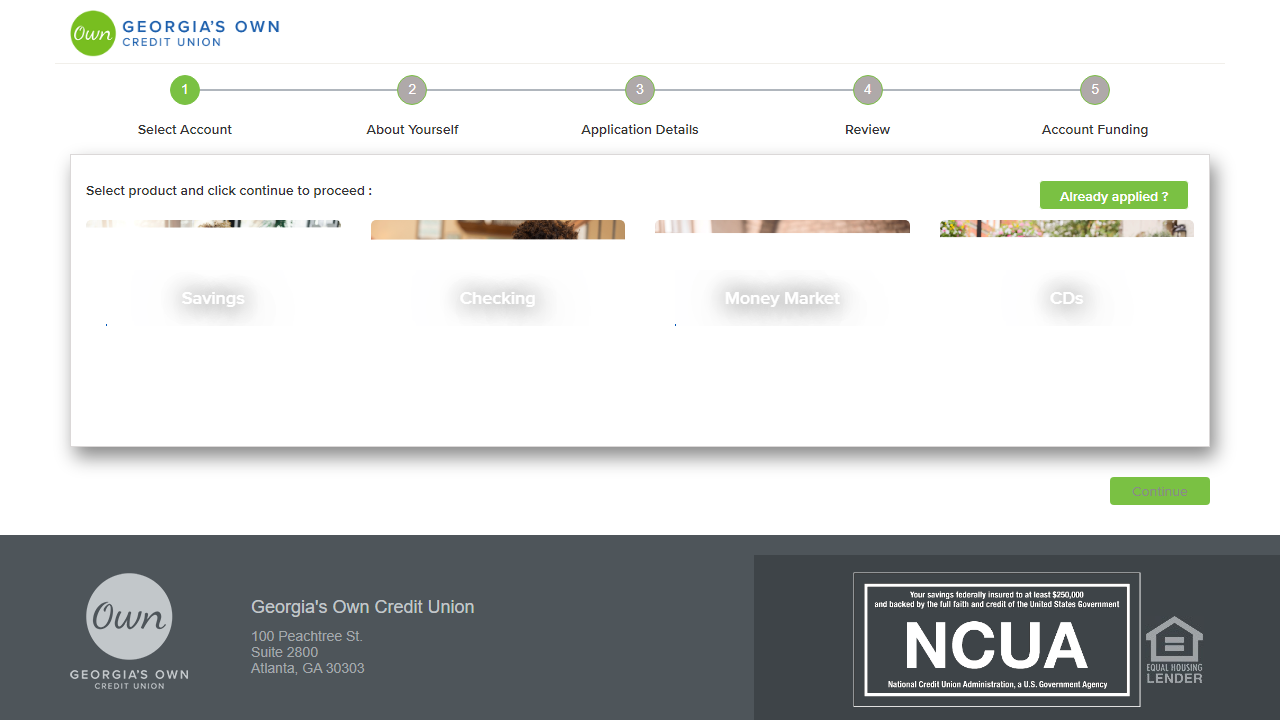 Own
GEORGIA'S OWN
CREDIT UNION
1
2
3
4
5
Select Account
About Yourself
Application Details
Review
Account Funding
Select product and click continue to proceed :
Already applied ?
Savings
Checking
Money Market
CDs
Continue
Own
GEORGIA'S OWN
CREDIT UNION
Georgia's Own Credit Union
100 Peachtree St.
Suite 2800
Atlanta, GA 30303
Your savings federally insured to at least $250,000
and backed by the full faith and credit of the United States Government
NCUA
National Credit Union Administration, a U.S. Government Agency
EQUAL HOUSING
LENDER